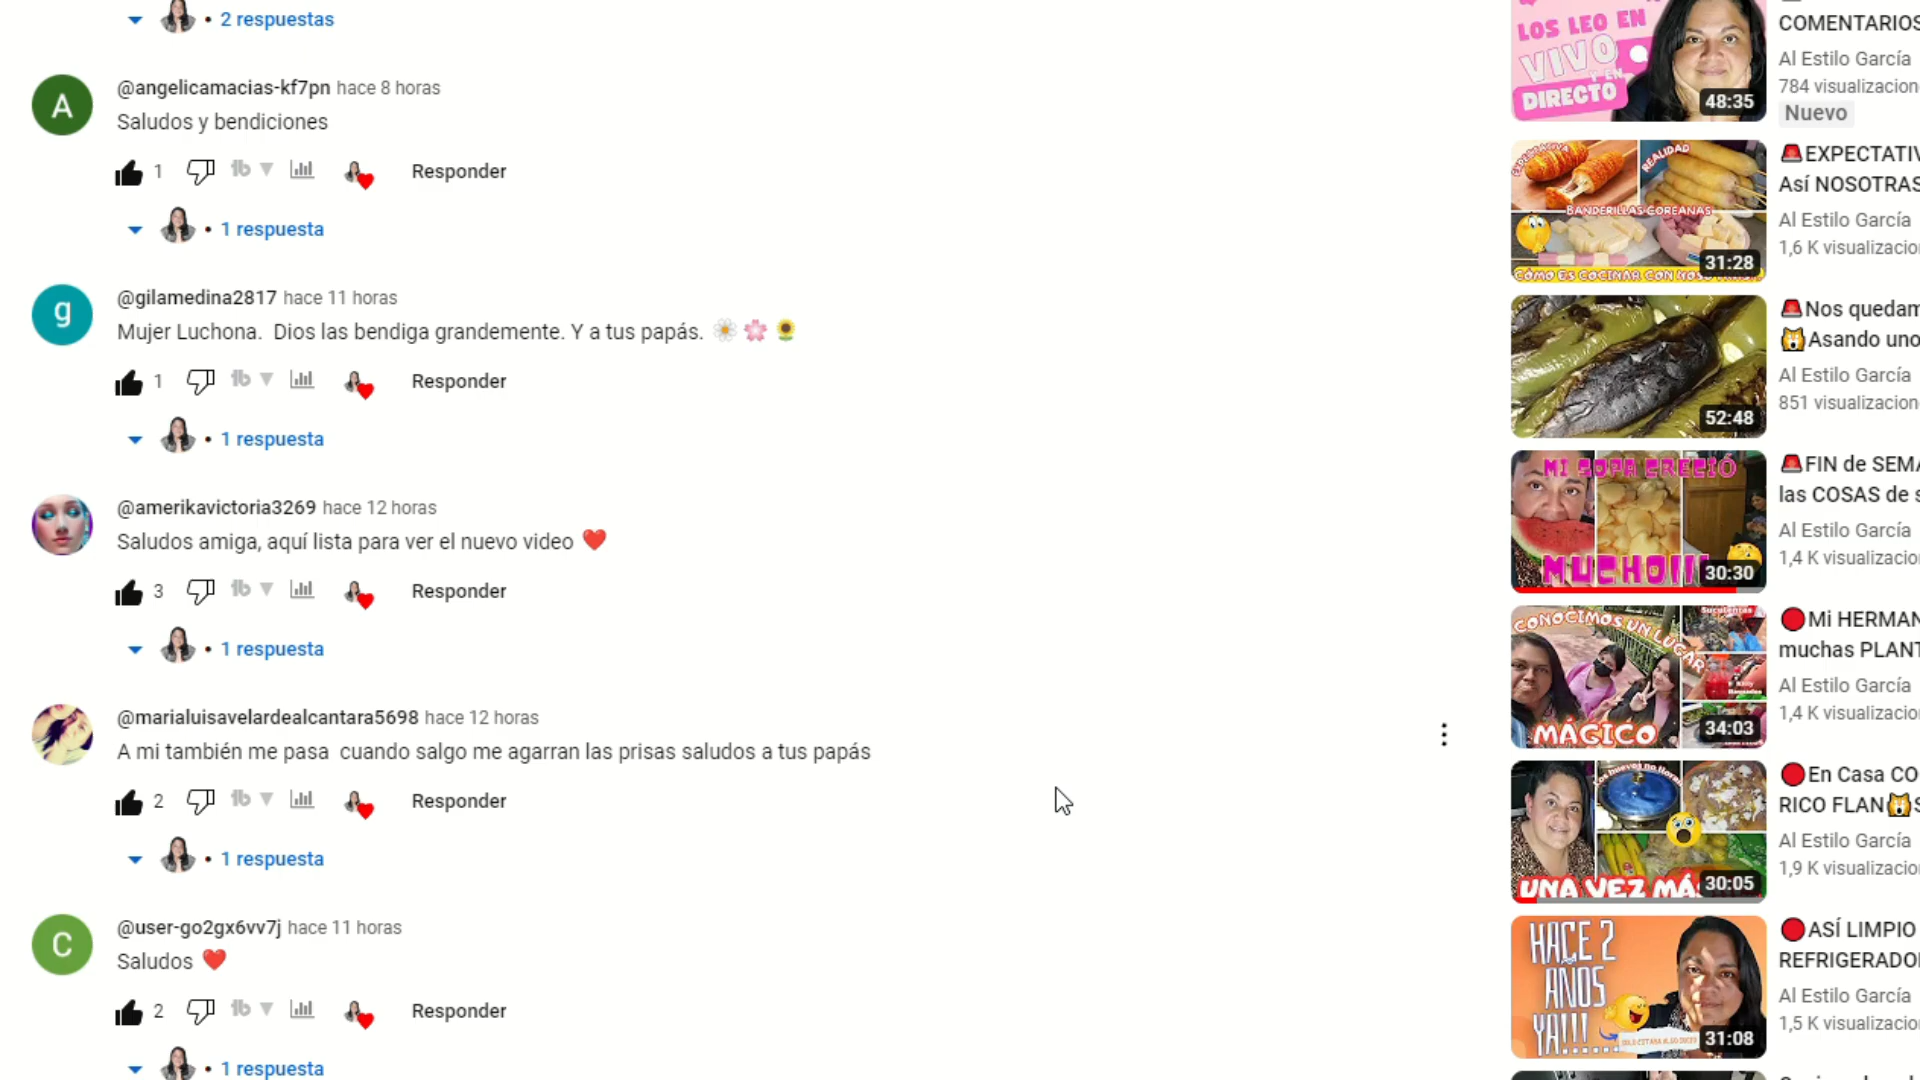 2 respuestas
@angelicamacias-kf7pn hace 8 horas
Saludos y bendiciones
1
Responder
1 respuesta
@gilamedina2817 hace 11 horas
Mujer Luchona. Dios las bendiga grandemente. Y a tus papás. 🌼🌸🌻
1
Responder
1 respuesta
@amerikavictoria3269 hace 12 horas
Saludos amiga, aquí lista para ver el nuevo video ❤️
3
Responder
1 respuesta
@marialuisavelardealcantara5698 hace 12 horas
A mi también me pasa cuando salgo me agarran las prisas saludos a tus papás
2
Responder
1 respuesta
@user-go2gx6vv7j hace 11 horas
Saludos ❤️
2
Responder
1 respuesta
LOS LEO EN
VIVO
Y EN
DIRECTO
48:35
COMENTARIOS
Al Estilo García
784 visualizacion
Nuevo
EXPECTATIVA
REALIDAD
BANDERILLAS COREANAS
31:28
🚨EXPECTATIV
Así NOSOTRAS
Al Estilo García
1,6 K visualizacio
52:48
🚨Nos quedam
🙀Asando uno
Al Estilo García
851 visualizacion
MI SOPA CRECIÓ
MUCHO!!!
30:30
🚨FIN de SEMA
las COSAS de s
Al Estilo García
1,4 K visualizacio
CONOCIMOS UN LUGAR
Suculentas
MÁGICO
34:03
🔴Mi HERMAN
muchas PLANT
Al Estilo García
1,4 K visualizacio
UNA VEZ MÁS
30:05
🔴En Casa CO
RICO FLAN🙀S
Al Estilo García
1,9 K visualizacio
HACE 2
AÑOS
YA!!!....
31:08
🔴ASÍ LIMPIO
REFRIGERADO
Al Estilo García
1,5 K visualizacio